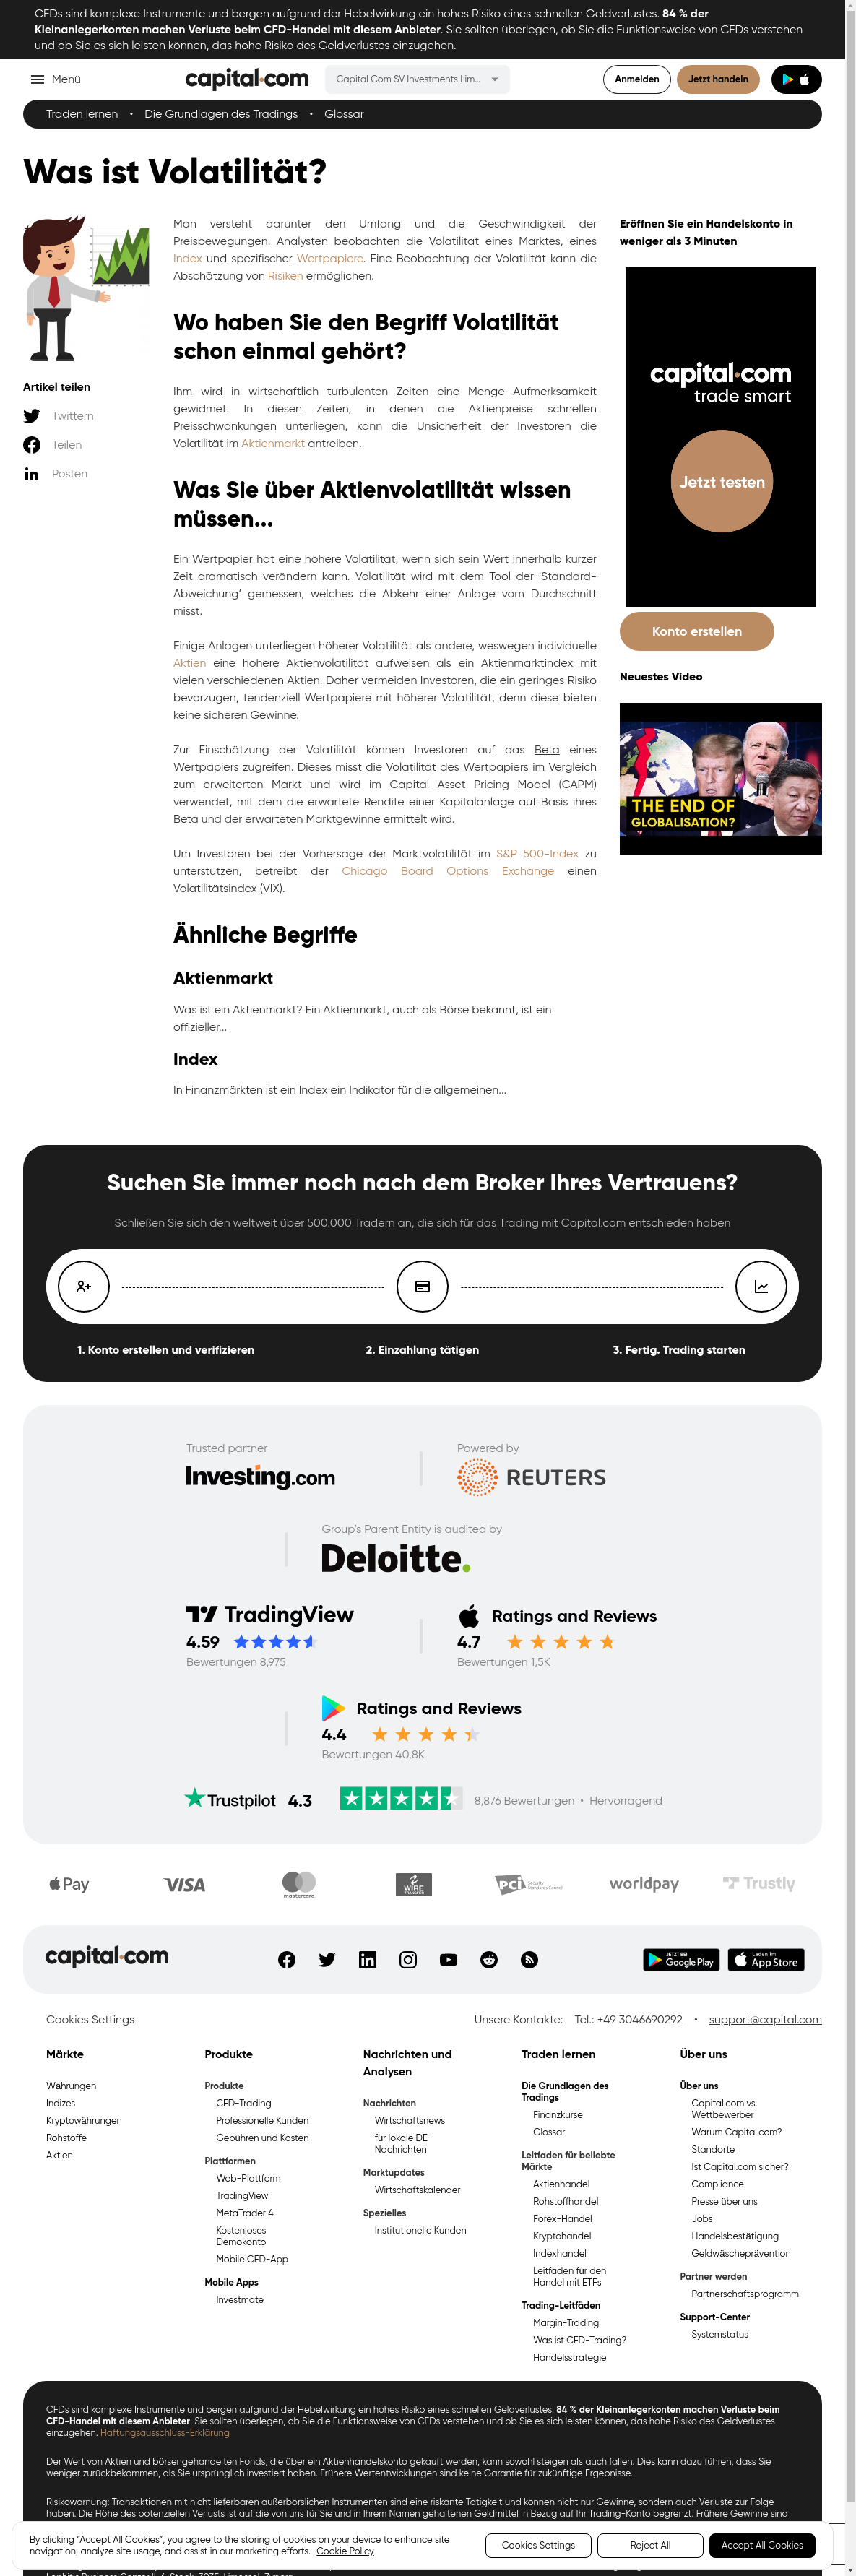 CFDs sind komplexe Instrumente und bergen aufgrund der Hebelwirkung ein hohes Risiko eines schnellen Geldverlustes. 84 % der
Kleinanlegerkonten machen Verluste beim CFD-Handel mit diesem Anbieter. Sie sollten überlegen, ob Sie die Funktionsweise von CFDs verstehen
und ob Sie es sich leisten können, das hohe Risiko des Geldverlustes einzugehen.
Menü
capital.com
Capital Com SV Investments Lim...
Anmelden
Jetzt handeln
Traden lernen • Die Grundlagen des Tradings • Glossar
Was ist Volatilität?
Artikel teilen
Twittern
Teilen
Posten
Man versteht darunter den Umfang und die Geschwindigkeit der
Preisbewegungen. Analysten beobachten die Volatilität eines Marktes, eines
Index und spezifischer Wertpapiere. Eine Beobachtung der Volatilität kann die
Abschätzung von Risiken ermöglichen.
Wo haben Sie den Begriff Volatilität
schon einmal gehört?
Ihm wird in wirtschaftlich turbulenten Zeiten eine Menge Aufmerksamkeit
gewidmet. In diesen Zeiten, in denen die Aktienpreise schnellen
Preisschwankungen unterliegen, kann die Unsicherheit der Investoren die
Volatilität im Aktienmarkt antreiben.
Was Sie über Aktienvolatilität wissen
müssen...
Ein Wertpapier hat eine höhere Volatilität, wenn sich sein Wert innerhalb kurzer
Zeit dramatisch verändern kann. Volatilität wird mit dem Tool der 'Standard-
Abweichung' gemessen, welches die Abkehr einer Anlage vom Durchschnitt
misst.
Einige Anlagen unterliegen höherer Volatilität als andere, weswegen individuelle
Aktien eine höhere Aktienvolatilität aufweisen als ein Aktienmarktindex mit
vielen verschiedenen Aktien. Daher vermeiden Investoren, die ein geringes Risiko
bevorzugen, tendenziell Wertpapiere mit höherer Volatilität, denn diese bieten
keine sicheren Gewinne.
Zur Einschätzung der Volatilität können Investoren auf das Beta eines
Wertpapiers zugreifen. Dieses misst die Volatilität des Wertpapiers im Vergleich
zum erweiterten Markt und wird im Capital Asset Pricing Model (CAPM)
verwendet, mit dem die erwartete Rendite einer Kapitalanlage auf Basis ihres
Beta und der erwarteten Marktgewinne ermittelt wird.
Um Investoren bei der Vorhersage der Marktvolatilität im S&P 500-Index zu
unterstützen, betreibt der Chicago Board Options Exchange einen
Volatilitätsindex (VIX).
Ähnliche Begriffe
Aktienmarkt
Was ist ein Aktienmarkt? Ein Aktienmarkt, auch als Börse bekannt, ist ein
offizieller...
Index
In Finanzmärkten ist ein Index ein Indikator für die allgemeinen...
Eröffnen Sie ein Handelskonto in
weniger als 3 Minuten
capital.com
trade smart
Jetzt testen
Konto erstellen
Neuestes Video
THE END OF
GLOBALISATION?
Suchen Sie immer noch nach dem Broker Ihres Vertrauens?
Schließen Sie sich den weltweit über 500.000 Tradern an, die sich für das Trading mit Capital.com entschieden haben
1. Konto erstellen und verifizieren
2. Einzahlung tätigen
3. Fertig. Trading starten
Trusted partner
Investing.com
Powered by
REUTERS
Group's Parent Entity is audited by
Deloitte.
TradingView
4.59
Bewertungen 8,975
Ratings and Reviews
4.7
Bewertungen 1,5K
Ratings and Reviews
4.4
Bewertungen 40,8K
Trustpilot 4.3
8,876 Bewertungen • Hervorragend
Pay
VISA
mastercard
WIRE
TRANSFER
PCI Security
Standards Council
worldpay
Trustly
capital.com
JETZT BEI
Google Play
Laden im
App Store
Cookies Settings
Unsere Kontakte: Tel.: +49 3046690292 • support@capital.com
Märkte
Währungen
Indizes
Kryptowährungen
Rohstoffe
Aktien
Produkte
Produkte
CFD-Trading
Professionelle Kunden
Gebühren und Kosten
Plattformen
Web-Plattform
TradingView
MetaTrader 4
Kostenloses
Demokonto
Mobile CFD-App
Mobile Apps
Investmate
Nachrichten und
Analysen
Nachrichten
Wirtschaftsnews
für lokale DE-
Nachrichten
Marktupdates
Wirtschaftskalender
Spezielles
Institutionelle Kunden
Traden lernen
Die Grundlagen des
Tradings
Finanzkurse
Glossar
Leitfaden für beliebte
Märkte
Aktienhandel
Rohstoffhandel
Forex-Handel
Kryptohandel
Indexhandel
Leitfaden für den
Handel mit ETFs
Trading-Leitfäden
Margin-Trading
Was ist CFD-Trading?
Handelsstrategie
Über uns
Über uns
Capital.com vs.
Wettbewerber
Warum Capital.com?
Standorte
Ist Capital.com sicher?
Compliance
Presse über uns
Jobs
Handelsbestätigung
Geldwäscheprävention
Partner werden
Partnerschaftsprogramm
Support-Center
Systemstatus
CFDs sind komplexe Instrumente und bergen aufgrund der Hebelwirkung ein hohes Risiko eines schnellen Geldverlustes. 84 % der Kleinanlegerkonten machen Verluste beim
CFD-Handel mit diesem Anbieter. Sie sollten überlegen, ob Sie die Funktionsweise von CFDs verstehen und ob Sie es sich leisten können, das hohe Risiko des Geldverlustes
einzugehen. Haftungsausschluss-Erklärung
Der Wert von Aktien und börsengehandelten Fonds, die über ein Aktienhandelskonto gekauft werden, kann sowohl steigen als auch fallen. Dies kann dazu führen, dass Sie
weniger zurückbekommen, als Sie ursprünglich investiert haben. Frühere Wertentwicklungen sind keine Garantie für zukünftige Ergebnisse.
Risikowarnung: Transaktionen mit nicht lieferbaren außerbörslichen Instrumenten sind eine riskante Tätigkeit und können nicht nur Gewinne, sondern auch Verluste zur Folge
haben. Die Höhe des potenziellen Verlusts ist auf die von uns für Sie und in Ihrem Namen gehaltenen Geldmittel in Bezug auf Ihr Trading-Konto begrenzt. Frühere Gewinne sind
By clicking "Accept All Cookies", you agree to the storing of cookies on your device to enhance site
navigation, analyze site usage, and assist in our marketing efforts. Cookie Policy
Cookies Settings
Reject All
Accept All Cookies